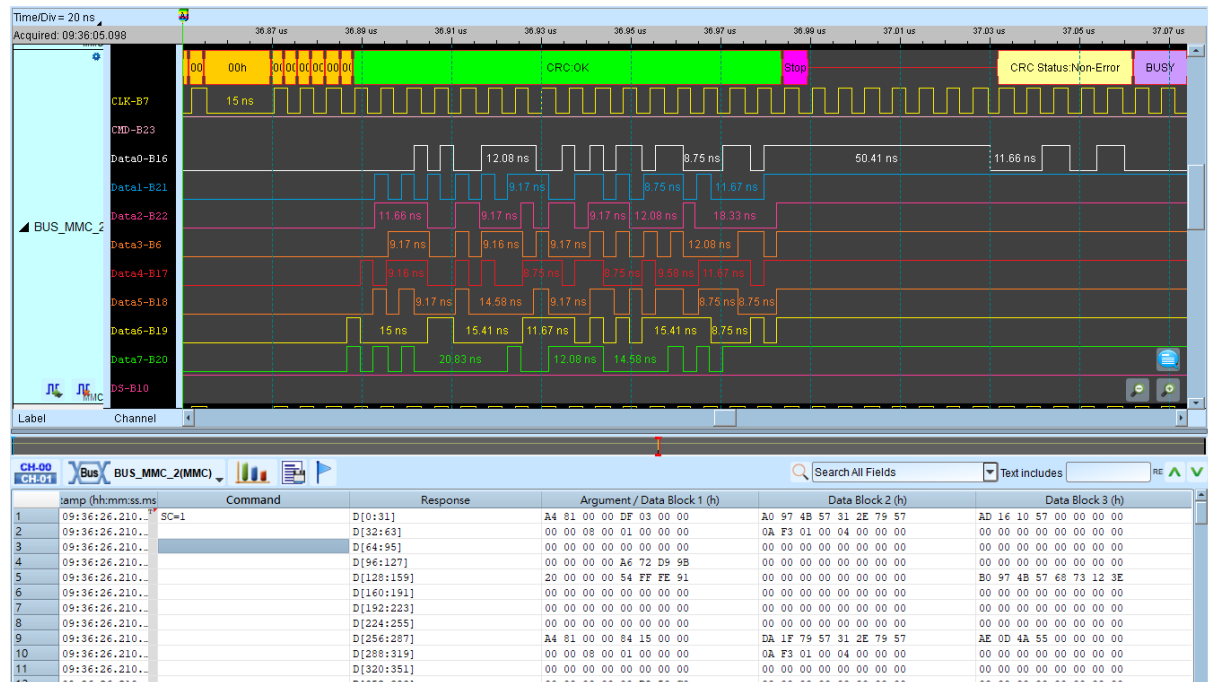 Time/Div = 20 ns
Acquired: 09:36:05.098
36.87 us 36.89 us 36.91 us 36.93 us 36.95 us 36.97 us 36.99 us 37.01 us 37.03 us 37.05 us 37.07 us
00 00h 00 00 00 00 00 00 CRC:OK Stop CRC Status:Non-Error BUSY
CLK-B7 15 ns
CMD-B23
Data0-B16 12.08 ns 8.75 ns 50.41 ns 11.66 ns
Data1-B21 9.17 ns 8.75 ns 11.67 ns
Data2-B22 11.66 ns 9.17 ns 9.17 ns 12.08 ns 18.33 ns
BUS_MMC_2
Data3-B6 9.17 ns 9.16 ns 9.17 ns 12.08 ns
Data4-B17 9.16 ns 8.75 ns 8.75 ns 9.58 ns 11.67 ns
Data5-B18 9.17 ns 14.58 ns 9.17 ns 8.75 ns 8.75 ns
Data6-B19 15 ns 15.41 ns 11.67 ns 15.41 ns 8.75 ns
Data7-B20 20.83 ns 12.08 ns 14.58 ns
DS-B10
MMC
Label Channel
CH-00
CH-01 Bus BUS_MMC_2(MMC) Search All Fields Text includes RE
:amp (hh:mm:ss.ms Command Response Argument / Data Block 1 (h) Data Block 2 (h) Data Block 3 (h)
1 09:36:26.210... SC=1 D[0:31] A4 81 00 00 DF 03 00 00 A0 97 4B 57 31 2E 79 57 AD 16 10 57 00 00 00 00
2 09:36:26.210... D[32:63] 00 00 08 00 01 00 00 00 0A F3 01 00 04 00 00 00 00 00 00 00 00 00 00 00
3 09:36:26.210... D[64:95] 00 00 00 00 00 00 00 00 00 00 00 00 00 00 00 00 00 00 00 00 00 00 00 00
4 09:36:26.210... D[96:127] 00 00 00 00 A6 72 D9 9B 00 00 00 00 00 00 00 00 00 00 00 00 00 00 00 00
5 09:36:26.210... D[128:159] 20 00 00 00 54 FF FE 91 00 00 00 00 00 00 00 00 B0 97 4B 57 68 73 12 3E
6 09:36:26.210... D[160:191] 00 00 00 00 00 00 00 00 00 00 00 00 00 00 00 00 00 00 00 00 00 00 00 00
7 09:36:26.210... D[192:223] 00 00 00 00 00 00 00 00 00 00 00 00 00 00 00 00 00 00 00 00 00 00 00 00
8 09:36:26.210... D[224:255] 00 00 00 00 00 00 00 00 00 00 00 00 00 00 00 00 00 00 00 00 00 00 00 00
9 09:36:26.210... D[256:287] A4 81 00 00 84 15 00 00 DA 1F 79 57 31 2E 79 57 AE 0D 4A 55 00 00 00 00
10 09:36:26.210... D[288:319] 00 00 08 00 01 00 00 00 0A F3 01 00 04 00 00 00 00 00 00 00 00 00 00 00
11 09:36:26.210... D[320:351] 00 00 00 00 00 00 00 00 00 00 00 00 00 00 00 00 00 00 00 00 00 00 00 00